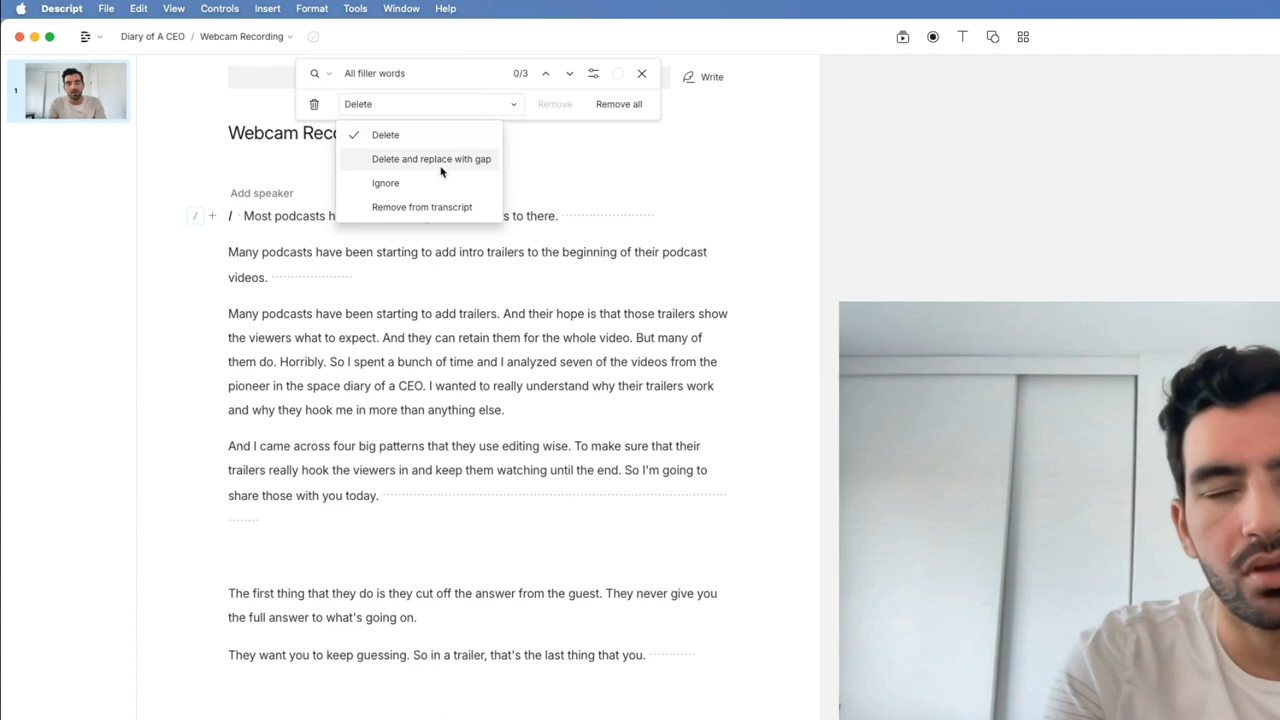 Descript File Edit View Controls Insert Format Tools Window Help
Diary of A CEO / Webcam Recording
T
All filler words 0/3
Write
Delete Remove Remove all
1
Webcam Reco
Delete
Delete and replace with gap
Ignore
Remove from transcript
Add speaker
/ + / Most podcasts h s to there.
Many podcasts have been starting to add intro trailers to the beginning of their podcast
videos.
Many podcasts have been starting to add trailers. And their hope is that those trailers show
the viewers what to expect. And they can retain them for the whole video. But many of
them do. Horribly. So I spent a bunch of time and I analyzed seven of the videos from the
pioneer in the space diary of a CEO. I wanted to really understand why their trailers work
and why they hook me in more than anything else.
And I came across four big patterns that they use editing wise. To make sure that their
trailers really hook the viewers in and keep them watching until the end. So I'm going to
share those with you today.
The first thing that they do is they cut off the answer from the guest. They never give you
the full answer to what's going on.
They want you to keep guessing. So in a trailer, that's the last thing that you.